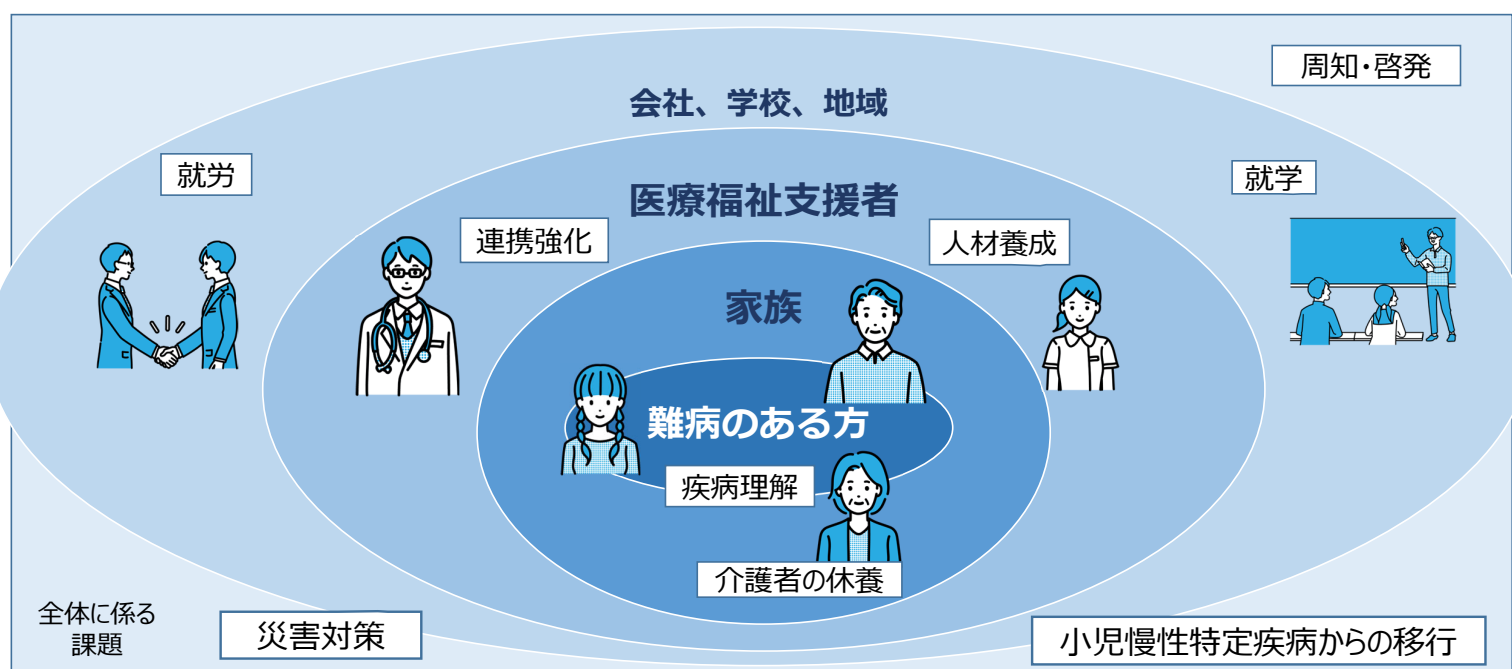 周知・啓発
会社、学校、地域
就労
就学
医療福祉支援者
連携強化
人材養成
家族
難病のある方
疾病理解
介護者の休養
全体に係る
課題
災害対策
小児慢性特定疾病からの移行